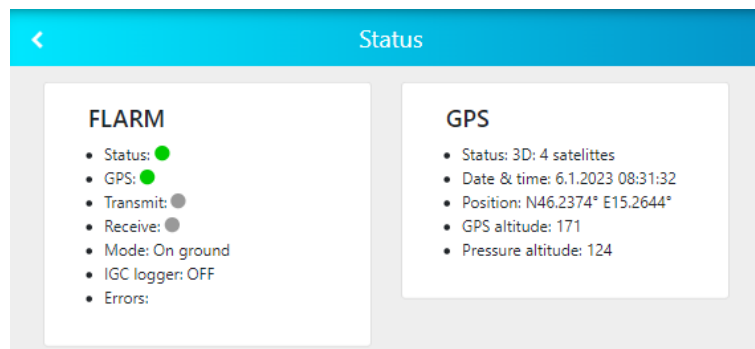 Status
FLARM
Status:
GPS:
Transmit:
Receive:
Mode: On ground
IGC logger: OFF
Errors:
GPS
Status: 3D: 4 satelittes
Date & time: 6.1.2023 08:31:32
Position: N46.2374° E15.2644°
GPS altitude: 171
Pressure altitude: 124